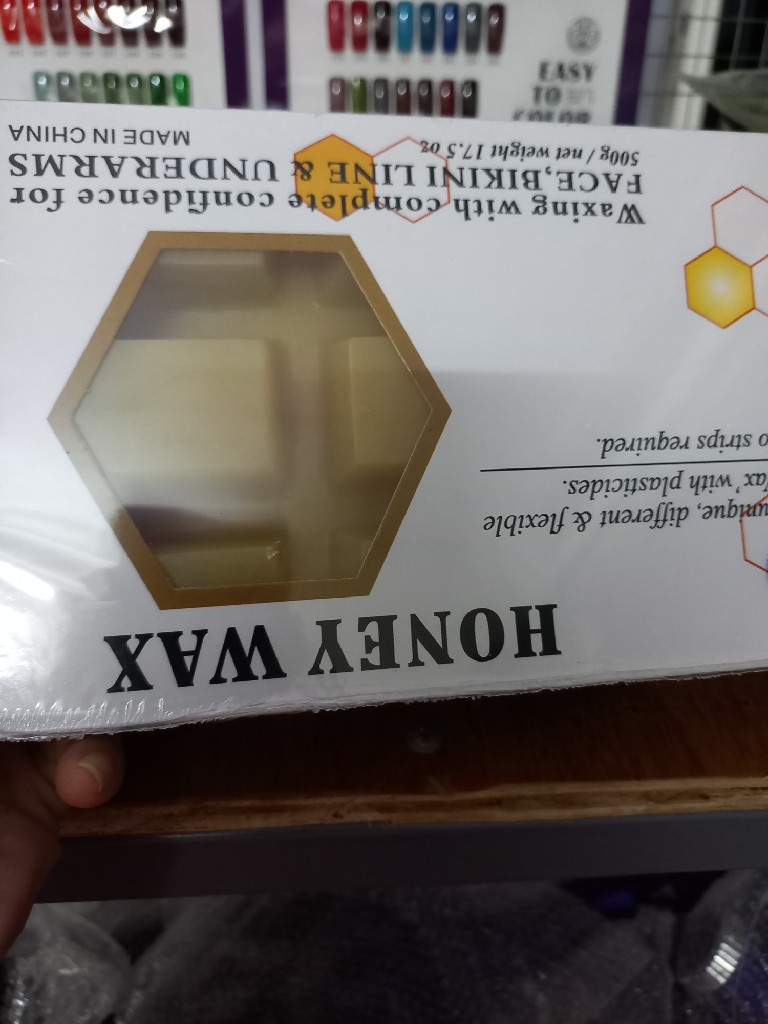 HONEY WAX
unique, different & flexible
Wax' with plasticides.
o strips required.
Waxing with complete confidence for
FACE,BIKINI LINE & UNDERARMS
500g / net weight 17.5 oz
MADE IN CHINA
EASY
TO